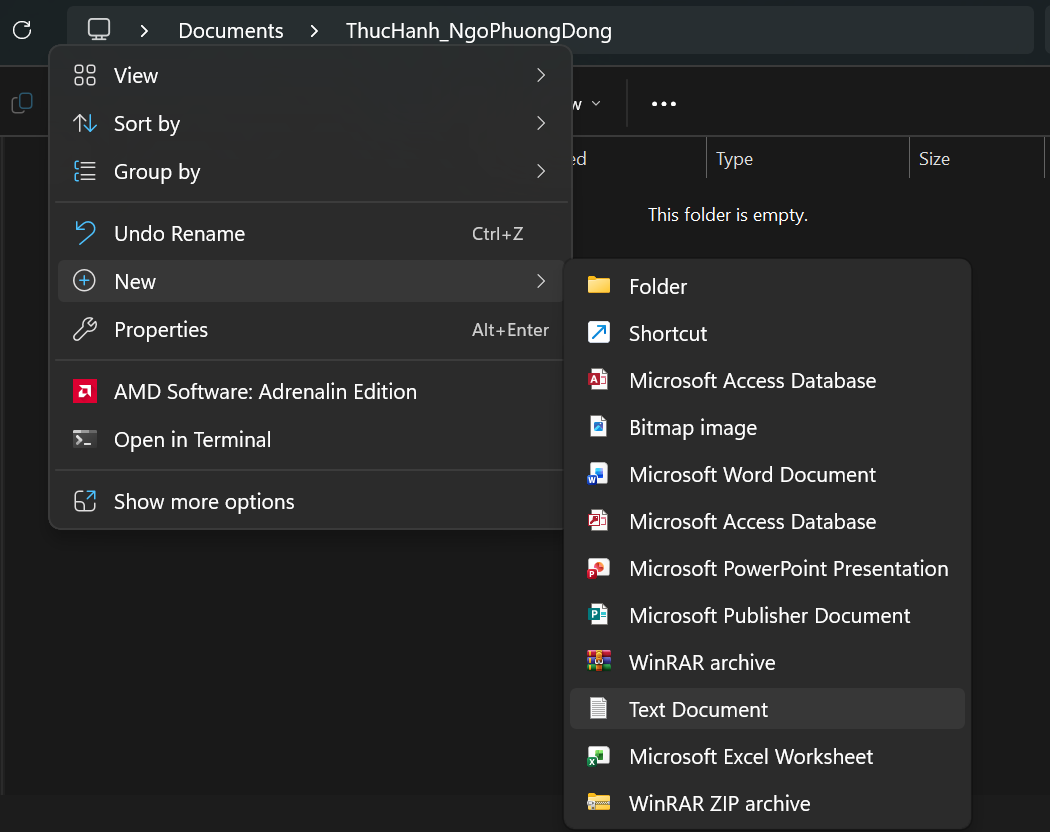 Documents > ThucHanh_NgoPhuongDong
View
Sort by
Group by
Undo Rename Ctrl+Z
New
Properties Alt+Enter
AMD Software: Adrenalin Edition
Open in Terminal
Show more options
Type Size
This folder is empty.
Folder
Shortcut
Microsoft Access Database
Bitmap image
Microsoft Word Document
Microsoft Access Database
Microsoft PowerPoint Presentation
Microsoft Publisher Document
WinRAR archive
Text Document
Microsoft Excel Worksheet
WinRAR ZIP archive